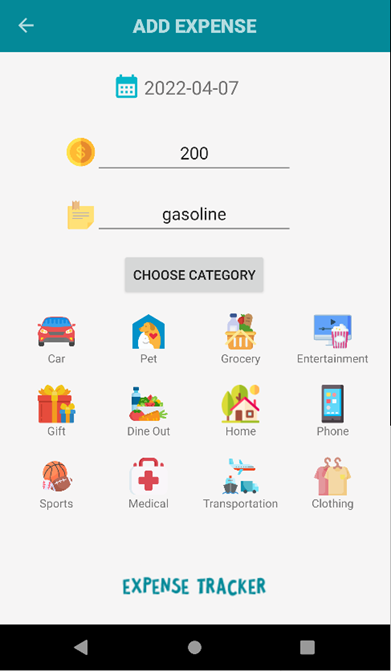 ADD EXPENSE
2022-04-07
200
gasoline
CHOOSE CATEGORY
Car Pet Grocery Entertainment
Gift Dine Out Home Phone
Sports Medical Transportation Clothing
EXPENSE TRACKER